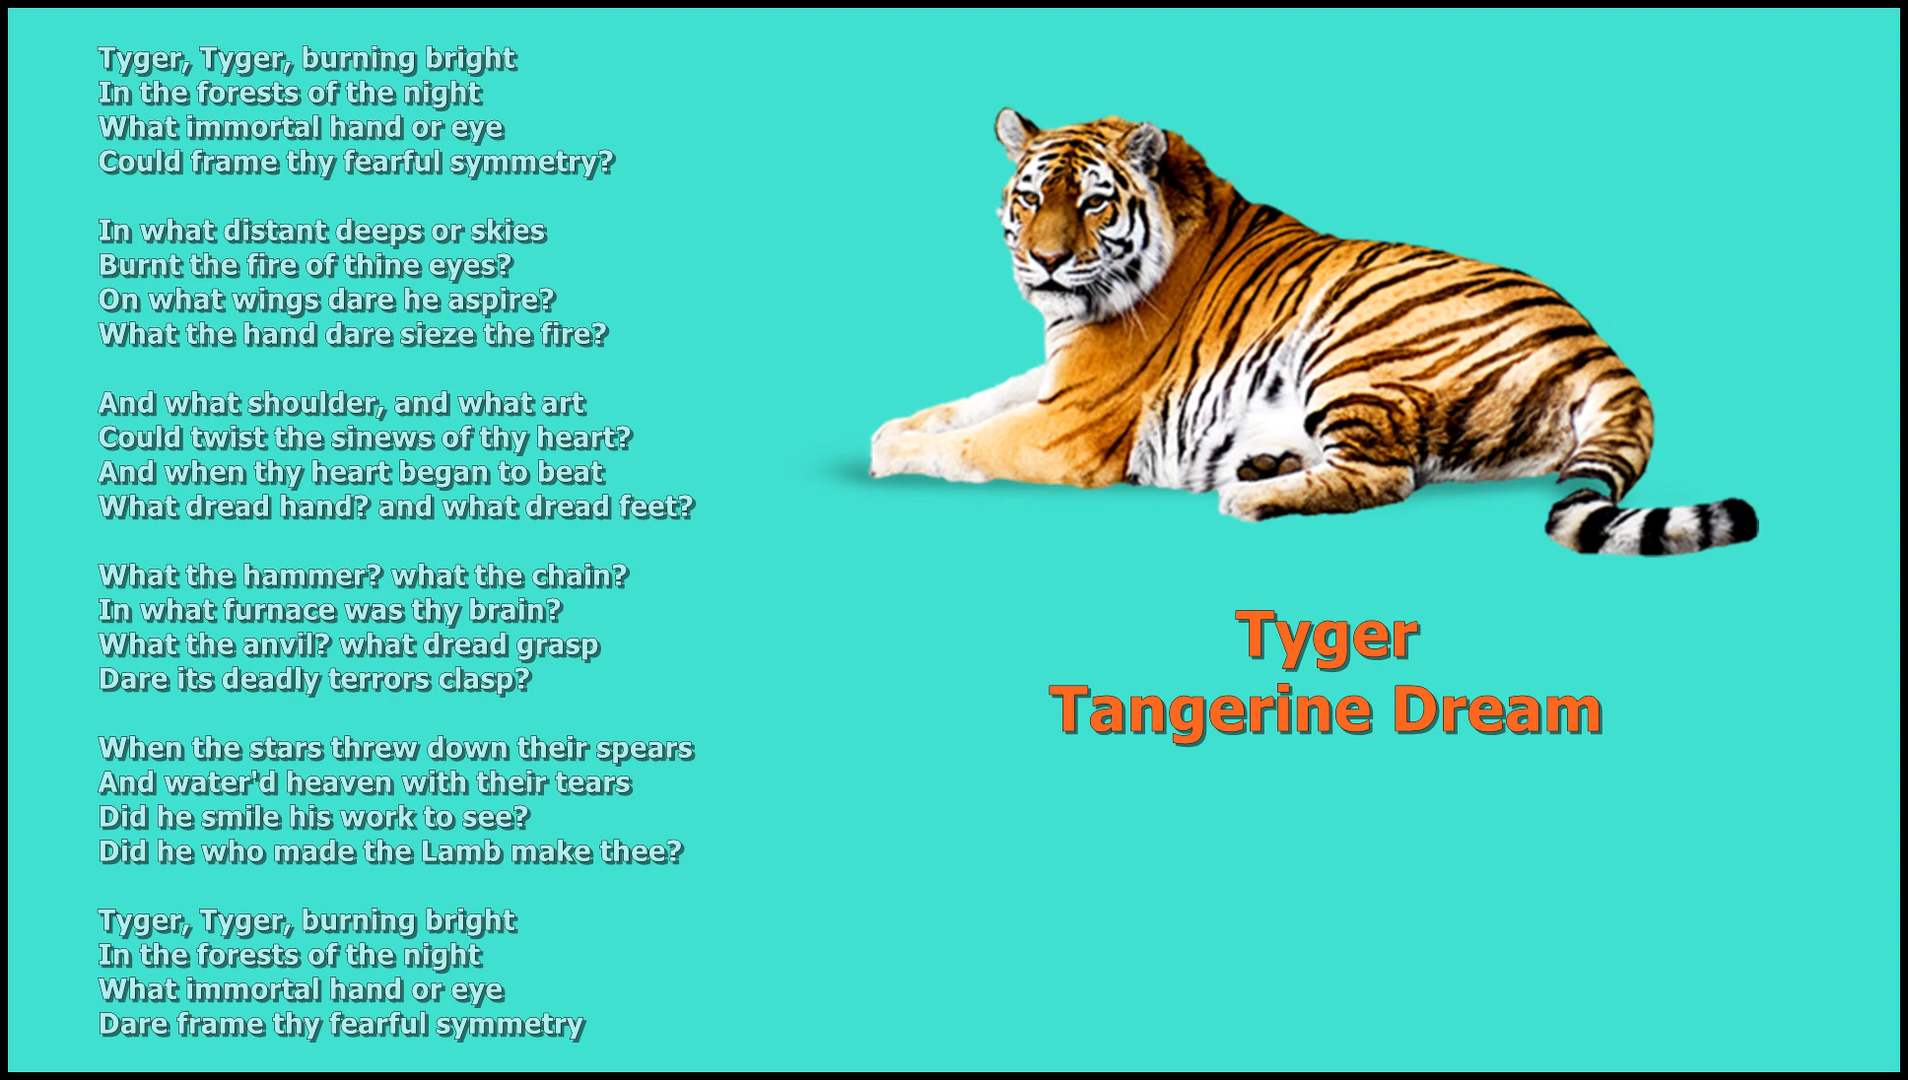 Tyger, Tyger, burning bright
In the forests of the night
What immortal hand or eye
Could frame thy fearful symmetry?

In what distant deeps or skies
Burnt the fire of thine eyes?
On what wings dare he aspire?
What the hand dare sieze the fire?

And what shoulder, and what art
Could twist the sinews of thy heart?
And when thy heart began to beat
What dread hand? and what dread feet?

What the hammer? what the chain?
In what furnace was thy brain?
What the anvil? what dread grasp
Dare its deadly terrors clasp?

When the stars threw down their spears
And water'd heaven with their tears
Did he smile his work to see?
Did he who made the Lamb make thee?

Tyger, Tyger, burning bright
In the forests of the night
What immortal hand or eye
Dare frame thy fearful symmetry

Tyger
Tangerine Dream